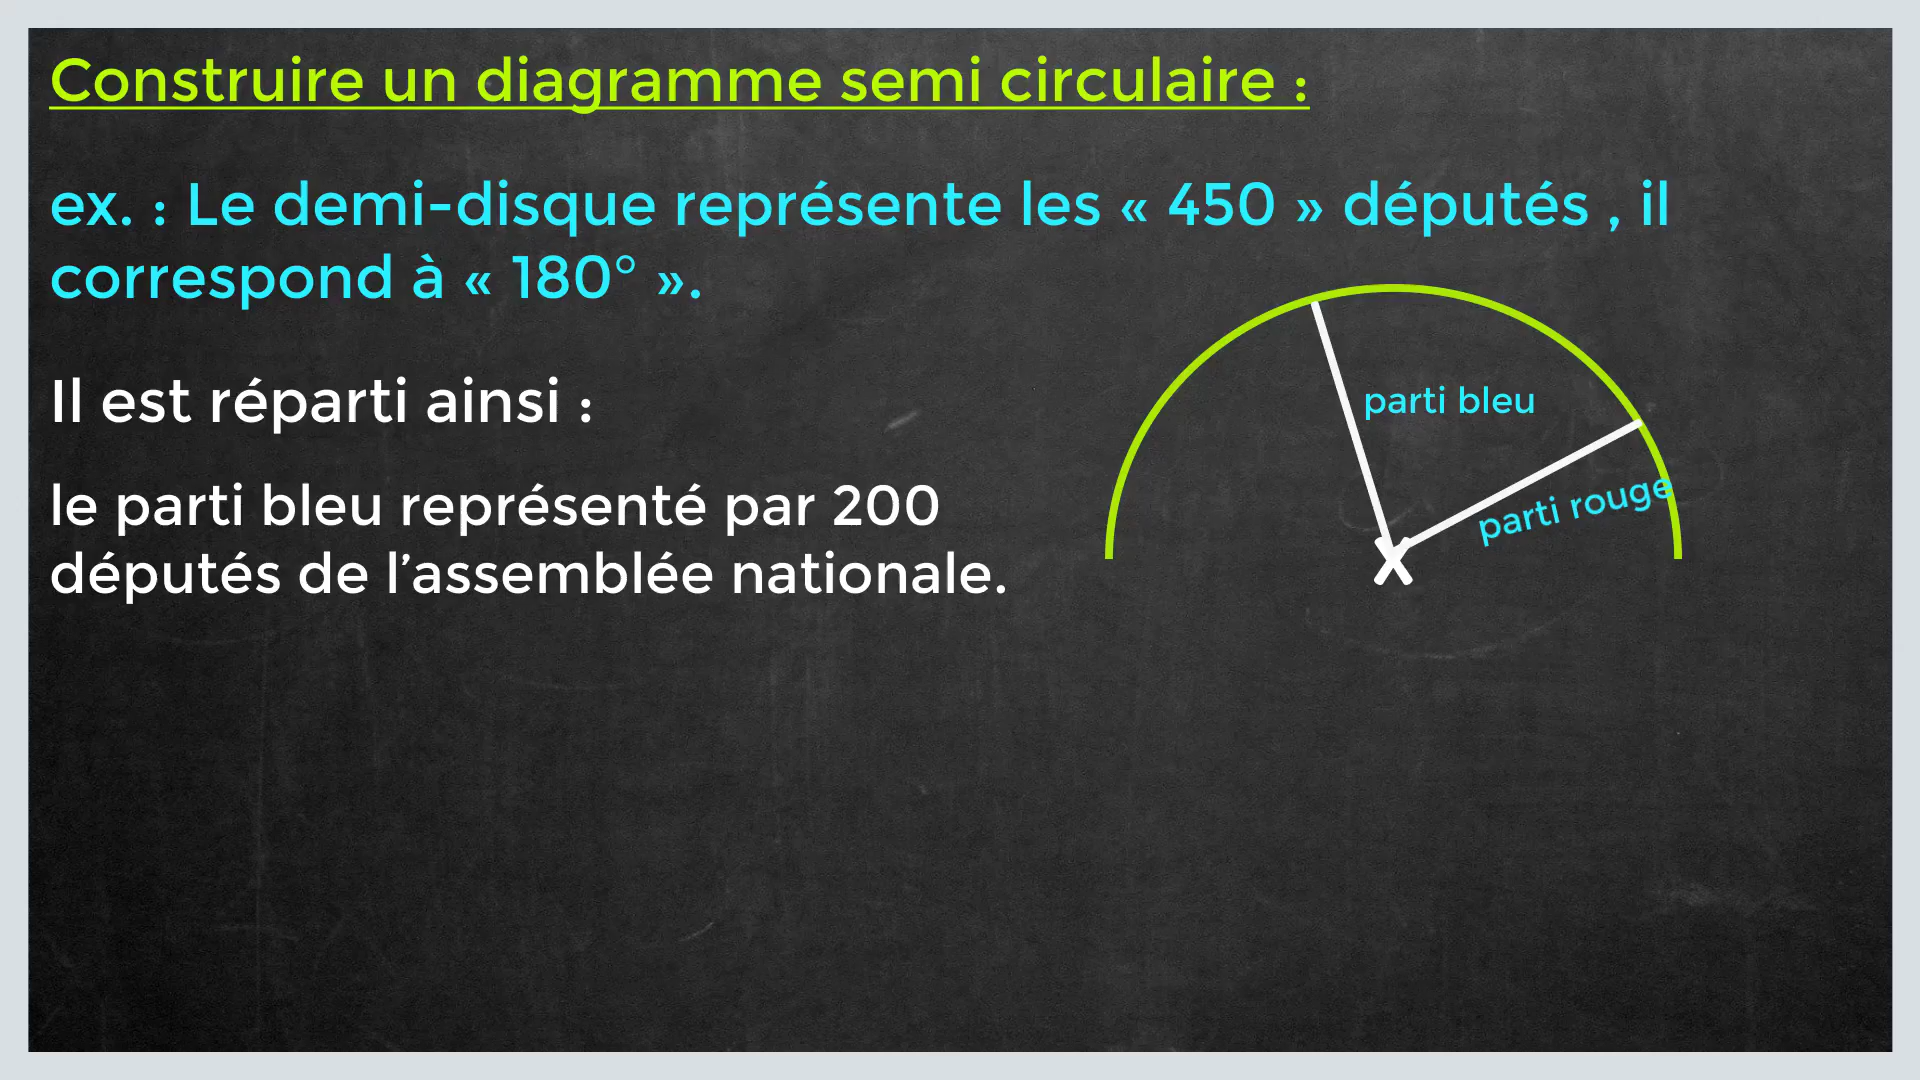 Construire un diagramme semi circulaire :
ex. : Le demi-disque représente les « 450 » députés , il
correspond à « 180° ».
Il est réparti ainsi :
le parti bleu représenté par 200
députés de l’assemblée nationale.
parti bleu
parti rouge